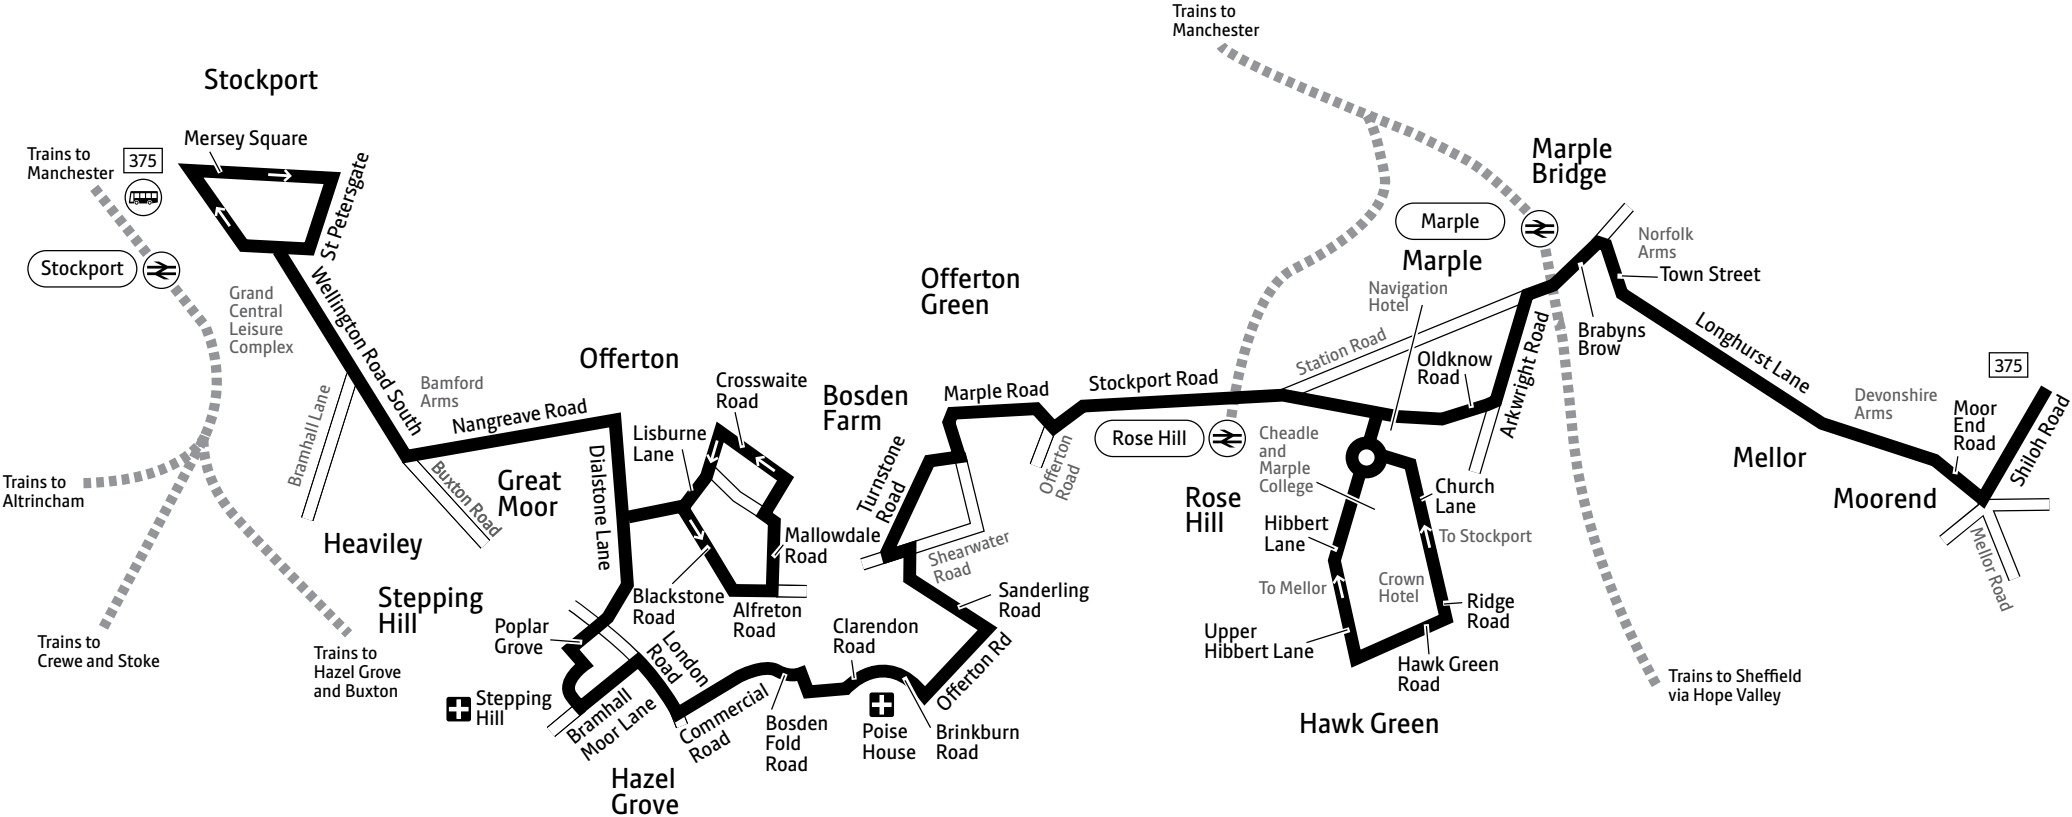 Trains to
Manchester
Stockport
Mersey Square
Trains to
Manchester
375
St Petersgate
Stockport
Grand
Central
Leisure
Complex
Wellington Road South
Bramhall Lane
Bamford
Arms
Nangreave Road
Buxton Road
Heaviley
Trains to
Altrincham
Trains to
Crewe and Stoke
Trains to
Hazel Grove
and Buxton
Offerton
Great
Moor
Dialstone Lane
Lisburne
Lane
Crosswaite
Road
Mallowdale
Road
Blackstone
Road
Alfreton
Road
Stepping
Hill
Poplar
Grove
Stepping
Hill
London
Road
Bramhall
Moor Lane
Commercial
Road
Hazel
Grove
Bosden
Fold
Road
Clarendon
Road
Poise
House
Brinkburn
Road
Offerton Rd
Sanderling
Road
Shearwater
Road
Bosden
Farm
Turnstone
Road
Offerton
Green
Marple Road
Offerton
Road
Stockport Road
Rose Hill
Rose
Hill
Cheadle
and
Marple
College
Station Road
Navigation
Hotel
Marple
Marple
Marple
Bridge
Oldknow
Road
Arkwright Road
Brabyns
Brow
Norfolk
Arms
Town Street
Longhurst Lane
Church
Lane
Hibbert
Lane
To Stockport
To Mellor
Crown
Hotel
Ridge
Road
Upper
Hibbert Lane
Hawk Green
Road
Hawk Green
Trains to Sheffield
via Hope Valley
Mellor
Devonshire
Arms
Moorend
Moor
End
Road
375
Shiloh Road
Mellor Road